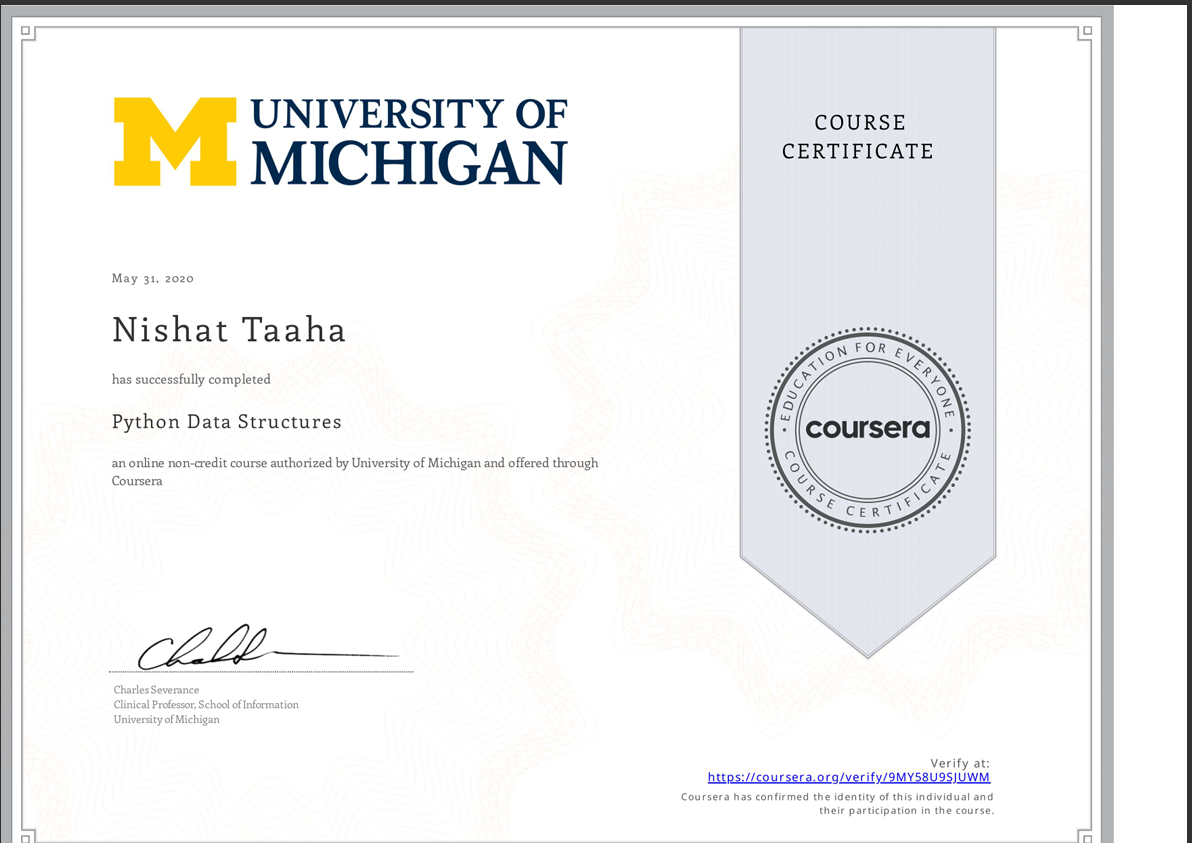 UNIVERSITY OF
MICHIGAN
COURSE
CERTIFICATE
May 31, 2020
Nishat Taaha
has successfully completed
Python Data Structures
an online non-credit course authorized by University of Michigan and offered through
Coursera
EDUCATION FOR EVERYONE
coursera
COURSE CERTIFICATE
Charles Severance
Clinical Professor, School of Information
University of Michigan
Verify at:
https://coursera.org/verify/9MY58U9SJUWM
Coursera has confirmed the identity of this individual and
their participation in the course.